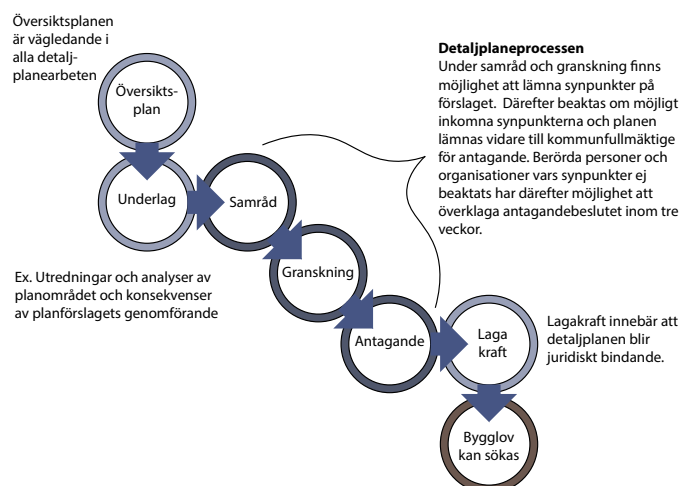 Översiktsplanen
är vägledande i
alla detalj-
planearbeten
Översikts-
plan
Underlag
Samråd
Granskning
Antagande
Laga
kraft
Bygglov
kan sökas
Ex. Utredningar och analyser av
planområdet och konsekvenser
av planförslagets genomförande
Detaljplaneprocessen
Under samråd och granskning finns
möjlighet att lämna synpunkter på
förslaget.  Därefter beaktas om möjligt
inkomna synpunkterna och planen
lämnas vidare till kommunfullmäktige
för antagande. Berörda personer och
organisationer vars synpunkter ej
beaktats har därefter möjlighet att
överklaga antagandebeslutet inom tre
veckor.
Lagakraft innebär att
detaljplanen blir
juridiskt bindande.